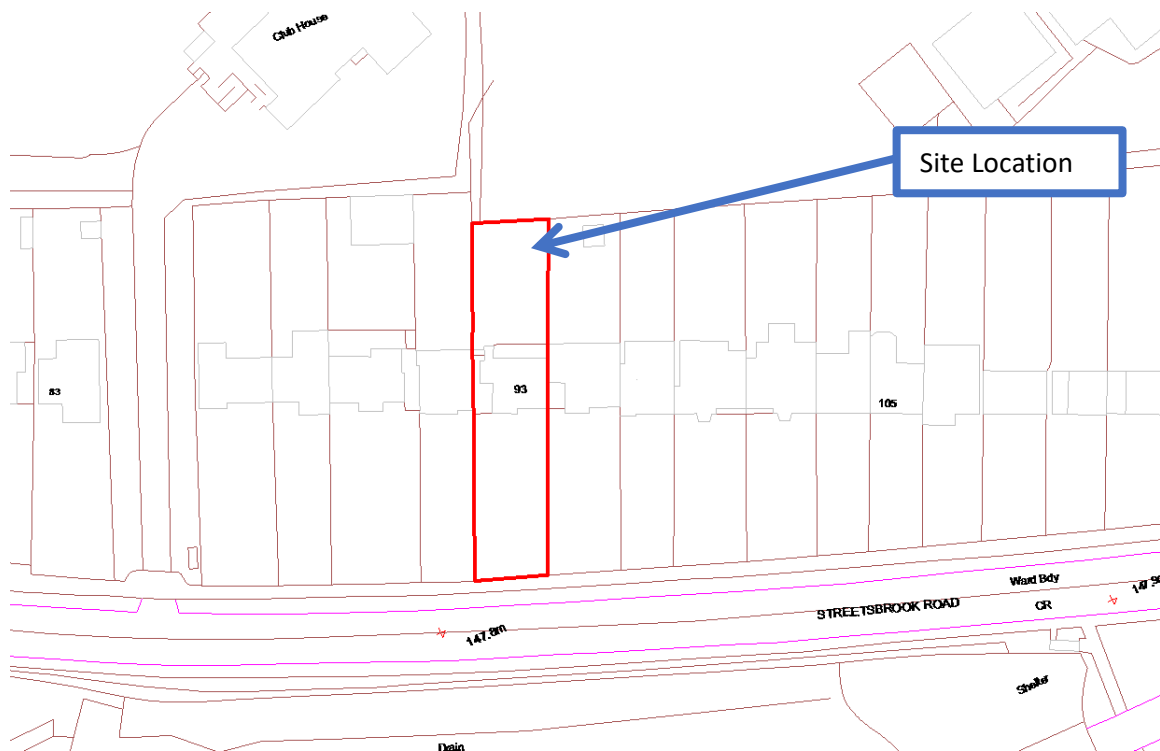 Club House
Site Location
83
93
105
Ward Bdy
STREETSBROOK ROAD
CR
147.8m
Shelter
Drain